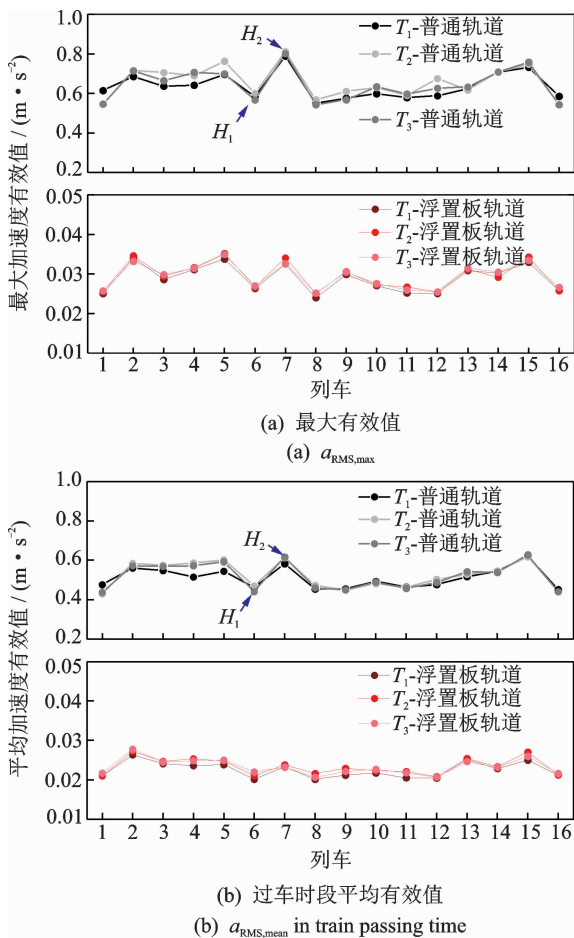 最大加速度有效值 / (m·s⁻²)
1.0
0.8
0.6
0.4
0.2
H₂
H₁
T₁-普通轨道
T₂-普通轨道
T₃-普通轨道
0.05
0.04
0.03
0.02
0.01
T₁-浮置板轨道
T₂-浮置板轨道
T₃-浮置板轨道
1 2 3 4 5 6 7 8 9 10 11 12 13 14 15 16
列车
(a) 最大有效值
(a) a_RMS,max
平均加速度有效值 / (m·s⁻²)
1.0
0.8
0.6
0.4
0.2
H₂
H₁
T₁-普通轨道
T₂-普通轨道
T₃-普通轨道
0.05
0.04
0.03
0.02
0.01
T₁-浮置板轨道
T₂-浮置板轨道
T₃-浮置板轨道
1 2 3 4 5 6 7 8 9 10 11 12 13 14 15 16
列车
(b) 过车时段平均有效值
(b) a_RMS,mean in train passing time